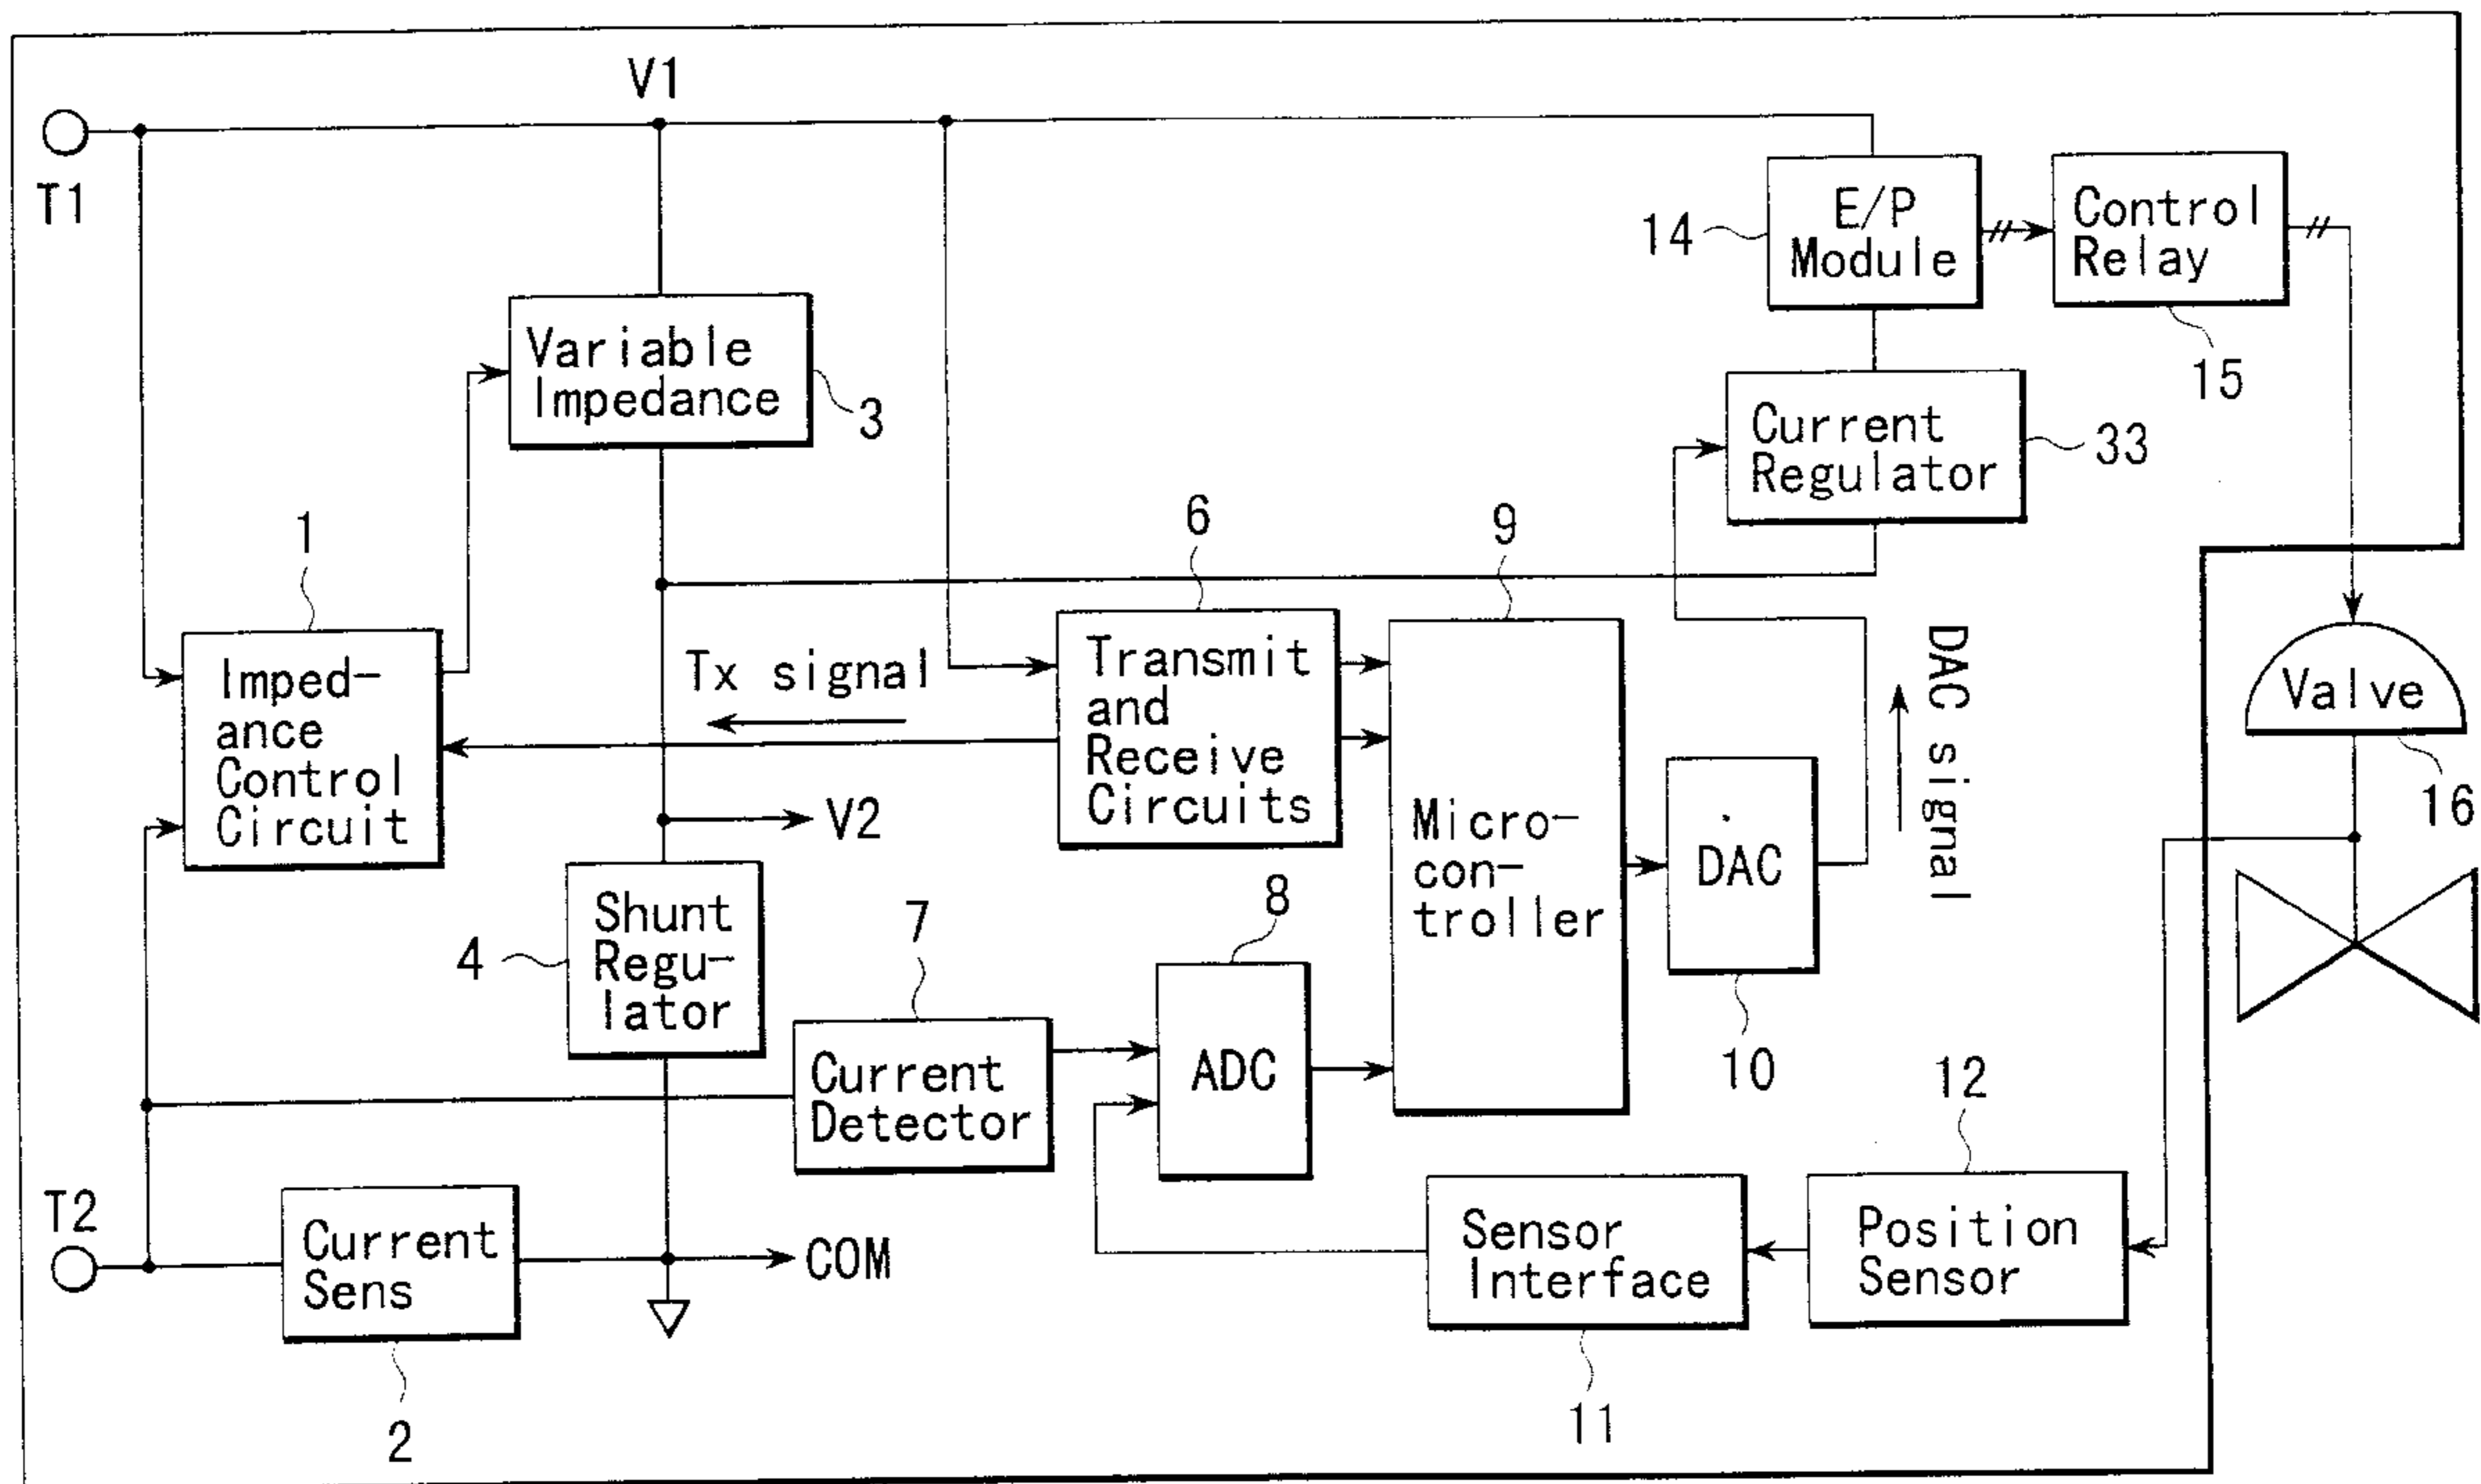 V1
T1
E/P
Module
14
Control
Relay
15
Variable
Impedance
3
Current
Regulator
33
1
6
9
Imped-
ance
Control
Circuit
Tx signal
Transmit
and
Receive
Circuits
DAC signal
Valve
16
V2
Micro-
con-
troller
DAC
10
Shunt
Regu-
lator
4
7
8
Current
Detector
ADC
12
T2
Current
Sens
2
COM
Sensor
Interface
11
Position
Sensor